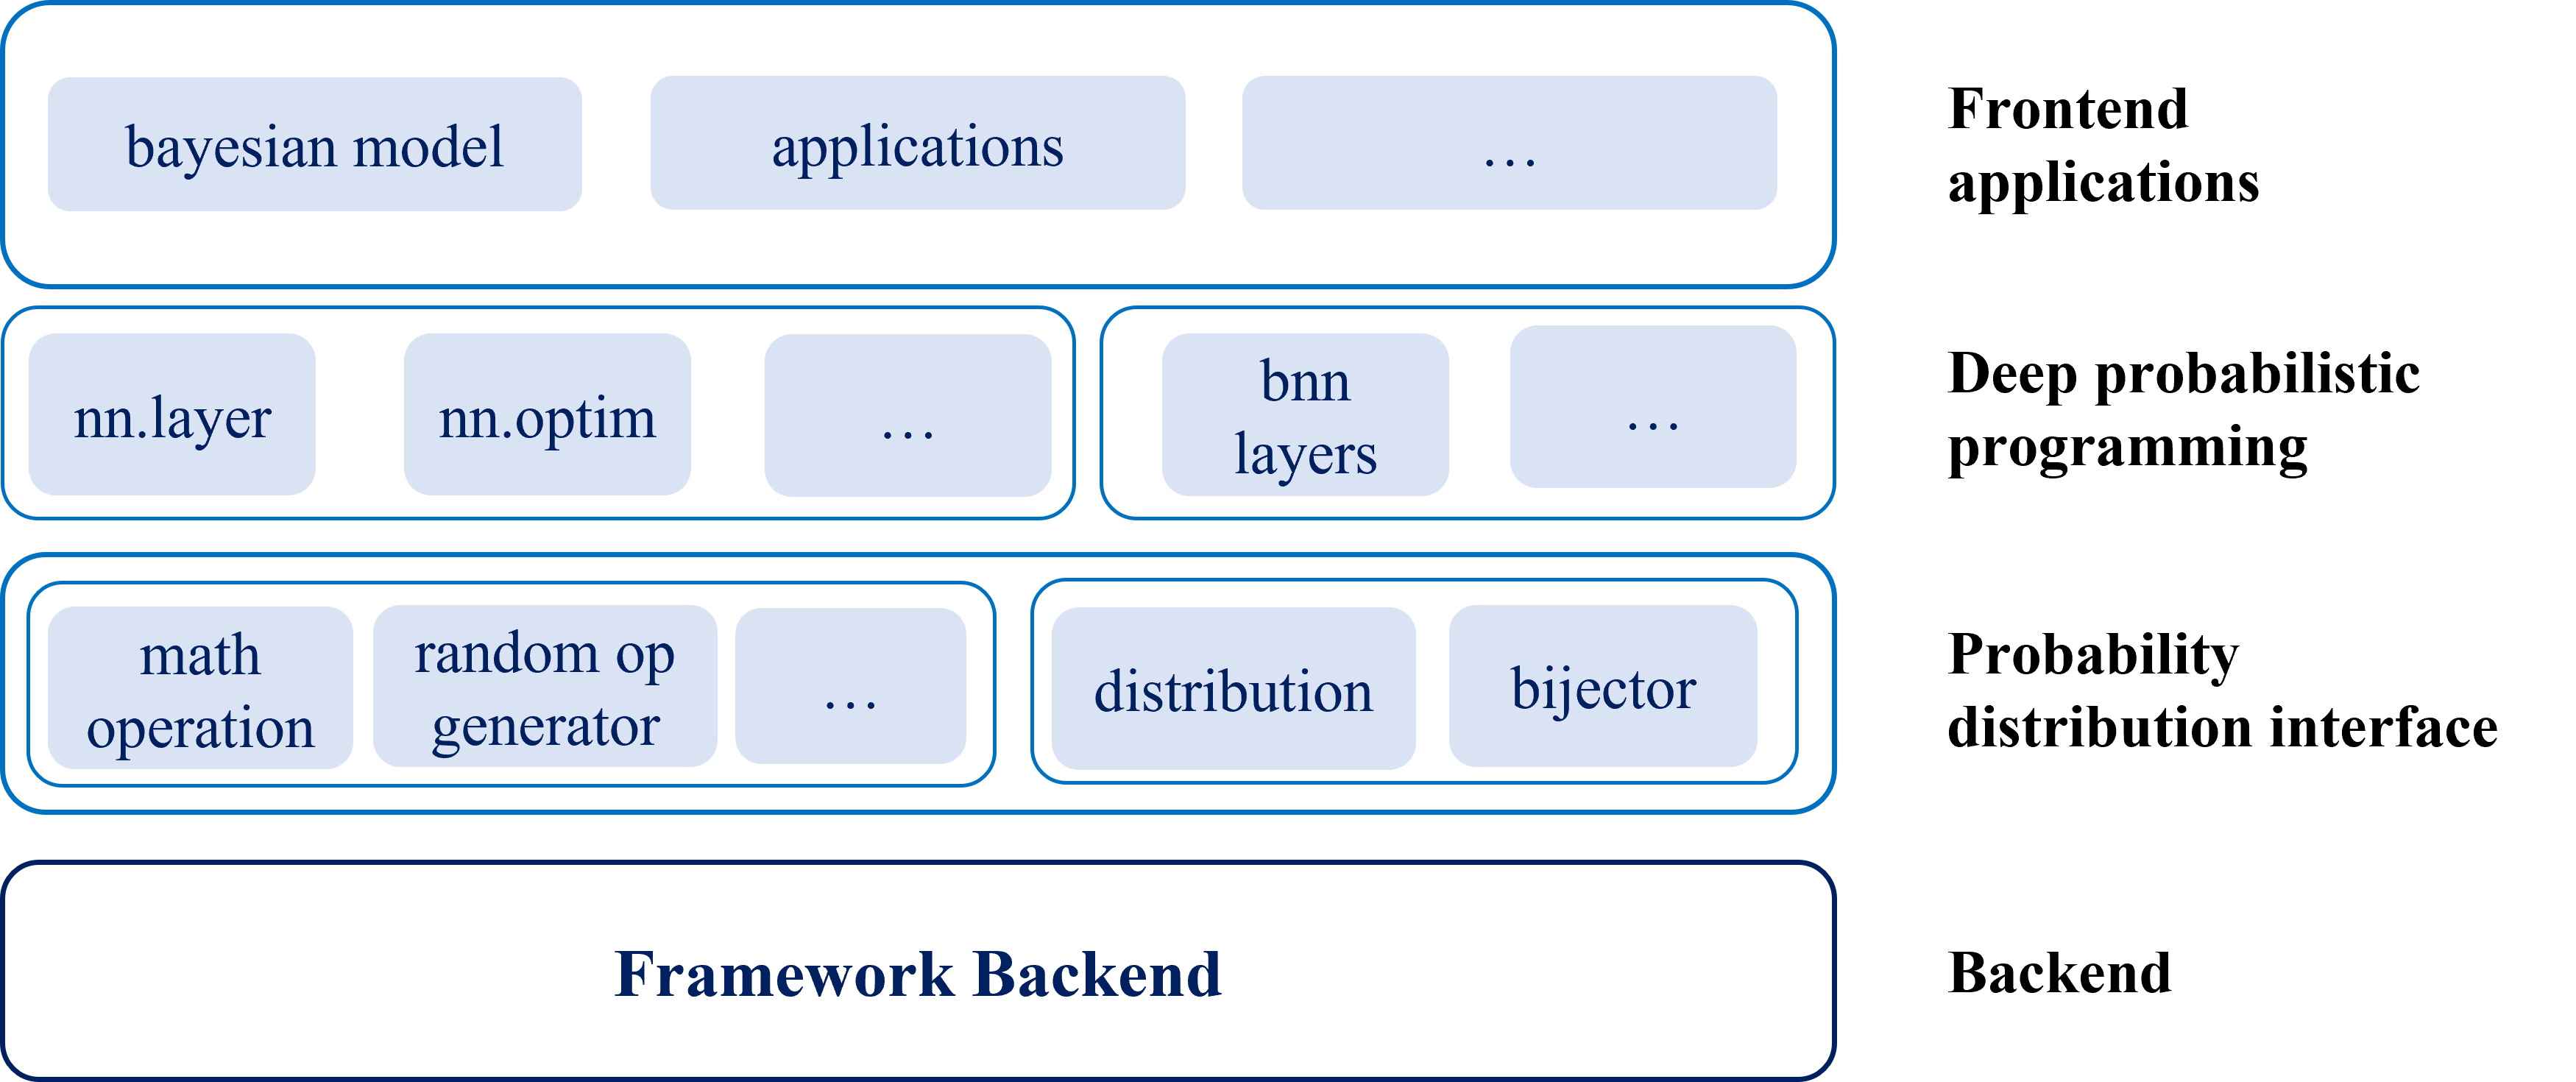 bayesian model
applications
…
Frontend
applications
nn.layer
nn.optim
…
bnn
layers
…
Deep probabilistic
programming
math
operation
random op
generator
…
distribution
bijector
Probability
distribution interface
Framework Backend
Backend